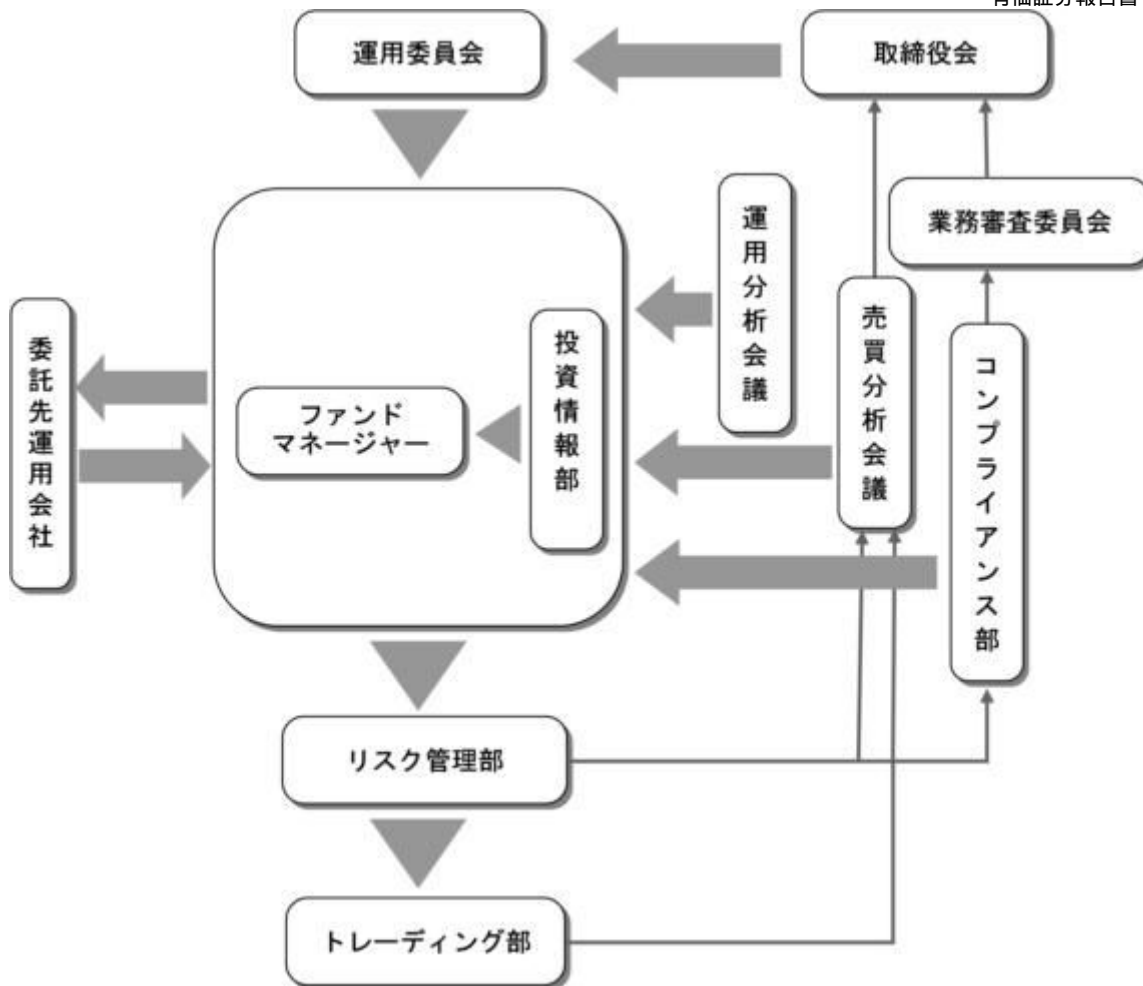 有価証券報告書
運用委員会
取締役会
運用分析会議
業務審査委員会
売買分析会議
委託先運用会社
投資情報部
コンプライアンス部
ファンド
マネージャー
リスク管理部
トレーディング部